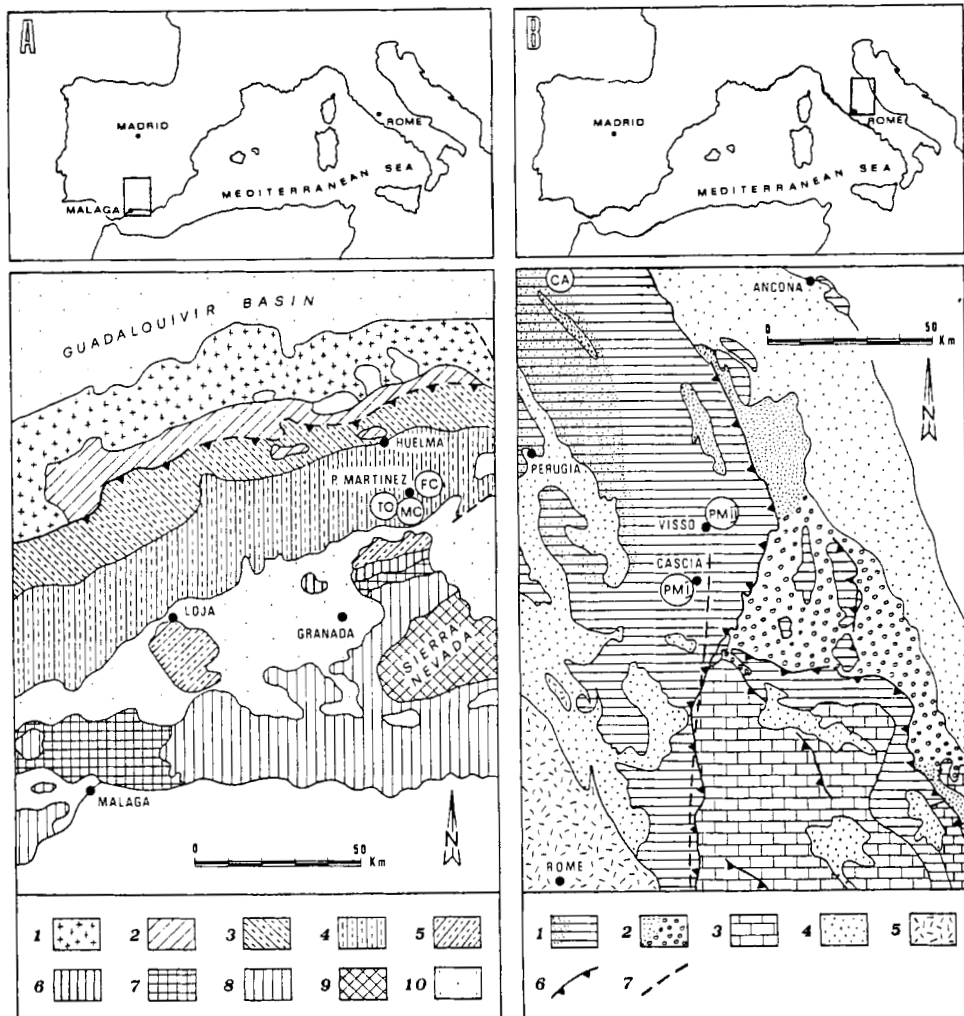 A
MADRID
ROME
MALAGA
MEDITERRANEAN SEA
B
MADRID
ROME
MEDITERRANEAN SEA
GUADALQUIVIR BASIN
HUELMA
P. MARTINEZ
FC
TO
MC
LOJA
GRANADA
SIERRA
NEVADA
MALAGA
N
0 50
Km
1 2 3 4 5
6 7 8 9 10
CA
ANCONA
0 50
Km
N
PERUGIA
VISSO
PMi
CASCIA
PMi
ROME
1 2 3 4 5
6 7